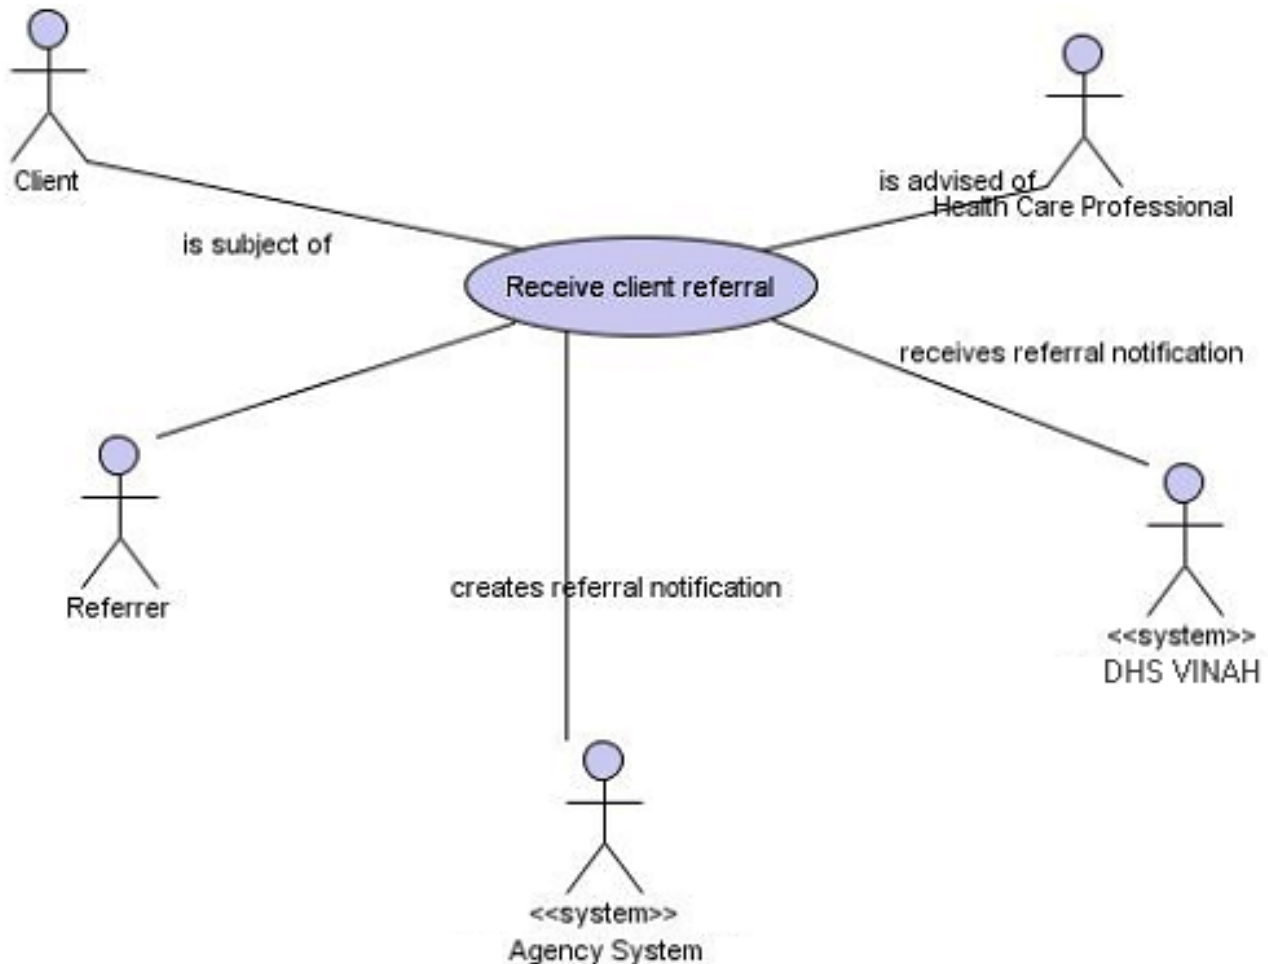 Client
is advised of
Health Care Professional
is subject of
Receive client referral
receives referral notification
creates referral notification
Referrer
<<system>>
DHS VINAH
<<system>>
Agency System